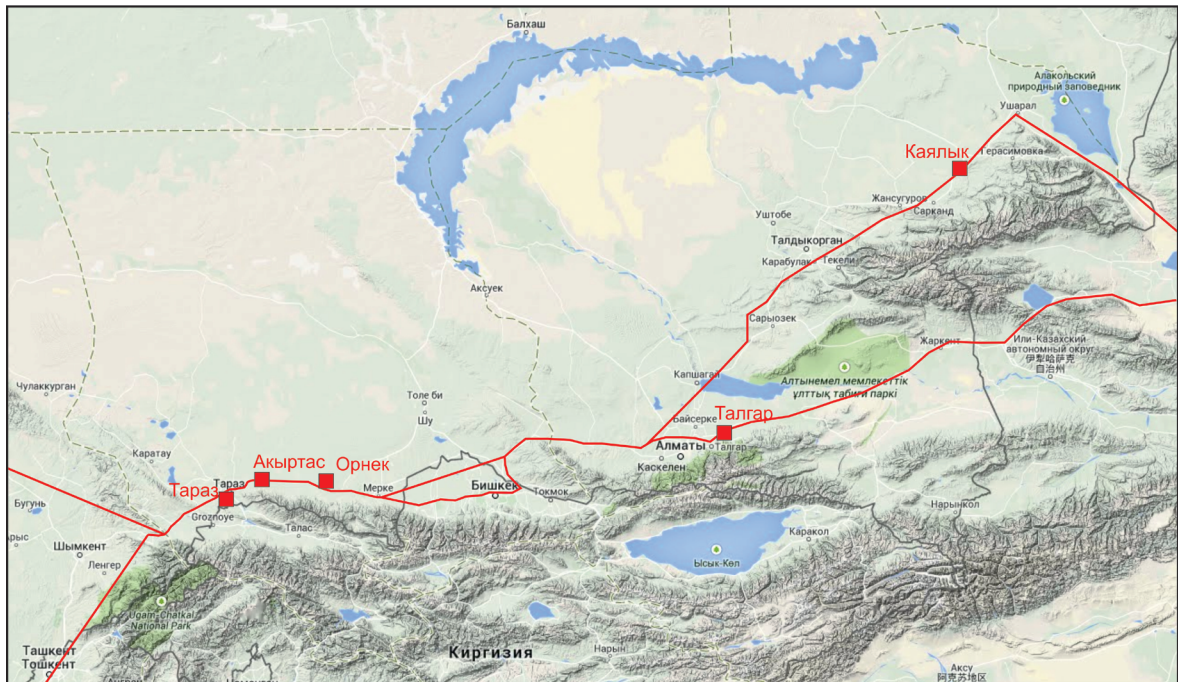 Балхаш
Алакольский
природный заповедник
Ушарал
Каялык
Герасимовка
Жансугуров
Сарканд
Уштобе
Талдыкорган
Карабулак
Текели
Аксуек
Сарыозек
Или-Казахский
автономный округ
伊犁哈萨克
自治州
Жаркент
Капшагай
Алтынемел мемлекеттік
ұлттық табиғи паркі
Чулаккурган
Толе би
Шу
Байсерке
Талгар
Алматы
Талгар
Каскелен
Каратау
Акыртас
Орнек
Тараз
Тараз
Мерке
Бишкек
Токмок
Нарынкол
Бугунь
Groznoye
Талас
Каракол
Арыс
Шымкент
Ленгер
Ысык-Көл
Ugam-Chatkal
National Park
Ташкент
Тошкент
Киргизия
Нарын
Аксу
阿克苏地区